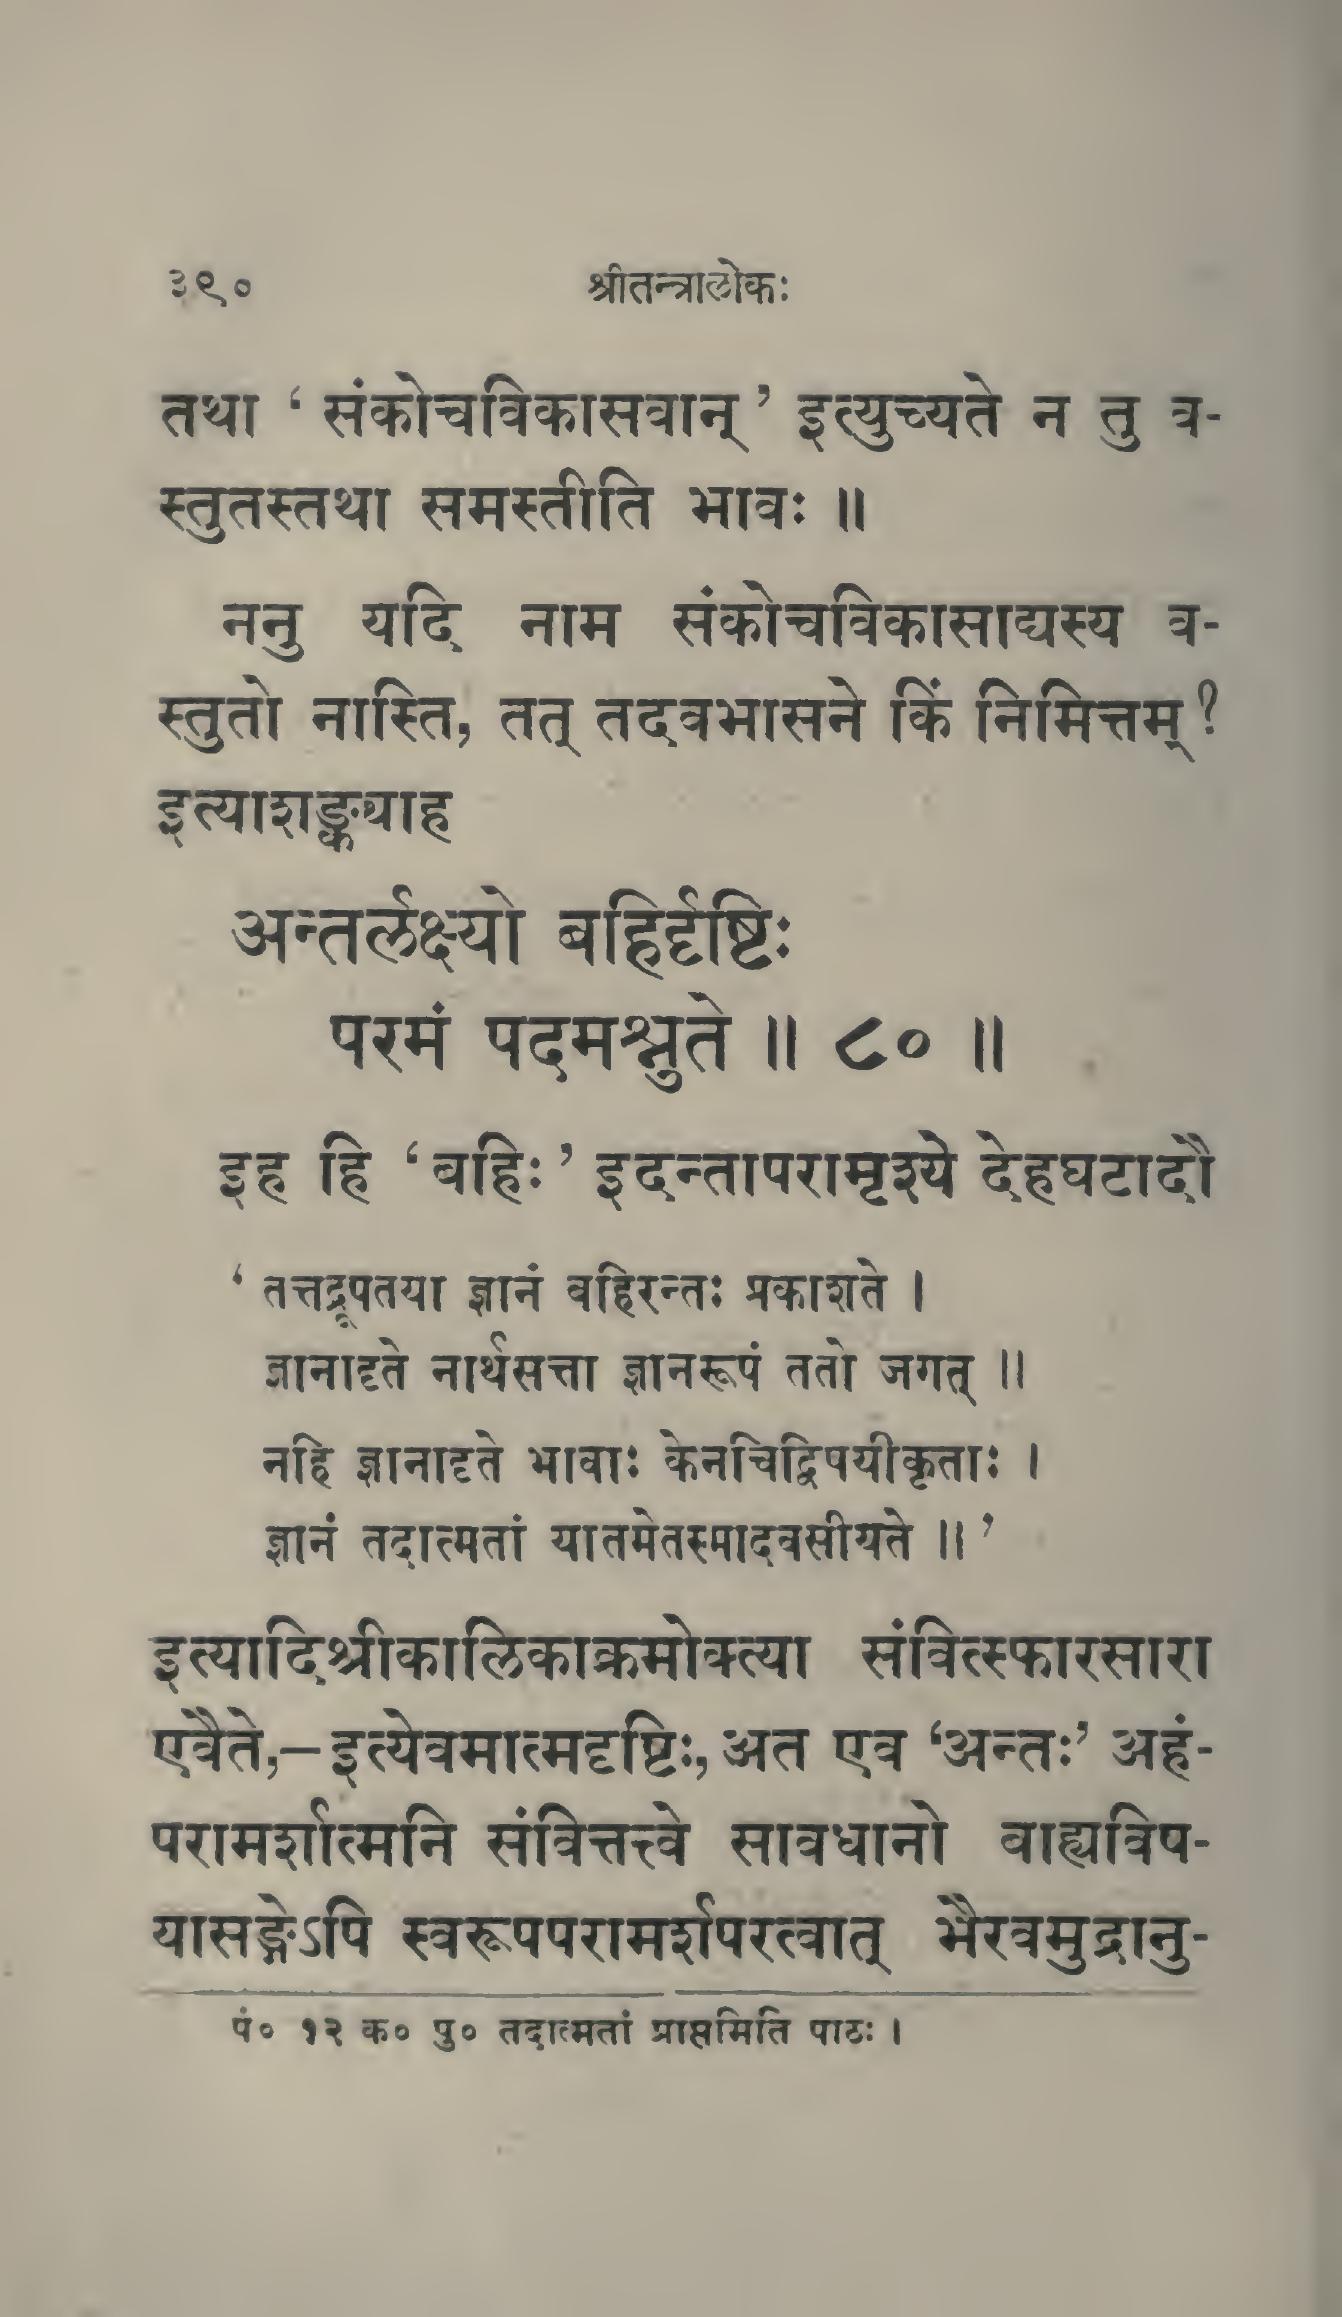 ३९०
श्रीतन्त्रालोकः
तथा ‘ संकोचविकासवान् ’ इत्युच्यते न तु व-
स्तुतस्तथा समस्तीति भावः ॥
ननु यदि नाम संकोचविकासाद्यस्य व-
स्तुतो नास्ति, तत् तदवभासने किं निमित्तम् ?
इत्याशङ्क्याह
अन्तर्लक्ष्यो बहिर्दृष्टिः
परमं पदमश्नुते ॥ ८० ॥
इह हि ‘ बहिः ’ इदन्तापरामृश्ये देहघटादौ
‘ तत्तद्रूपतया ज्ञानं बहिरन्तः प्रकाशते ।
ज्ञानादृते नार्थसत्ता ज्ञानरूपं ततो जगत् ॥
नहि ज्ञानादृते भावाः केनचिद्विषयीकृताः ।
ज्ञानं तदात्मतां यातमेतस्मादवसीयते ॥ ’
इत्यादिश्रीकालिकाक्रमोक्त्या संवित्स्फारसारा
एवैते,—इत्येवमात्मदृष्टिः, अत एव ‘अन्तः’ अहं-
परामर्शात्मनि संवित्तत्त्वे सावधानो बाह्यविष-
यासङ्गेऽपि स्वरूपपरामर्शपरत्वात् भैरवमुद्रानु-
पं० १२ क० पु० तदात्मतां प्राप्तमिति पाठः ।